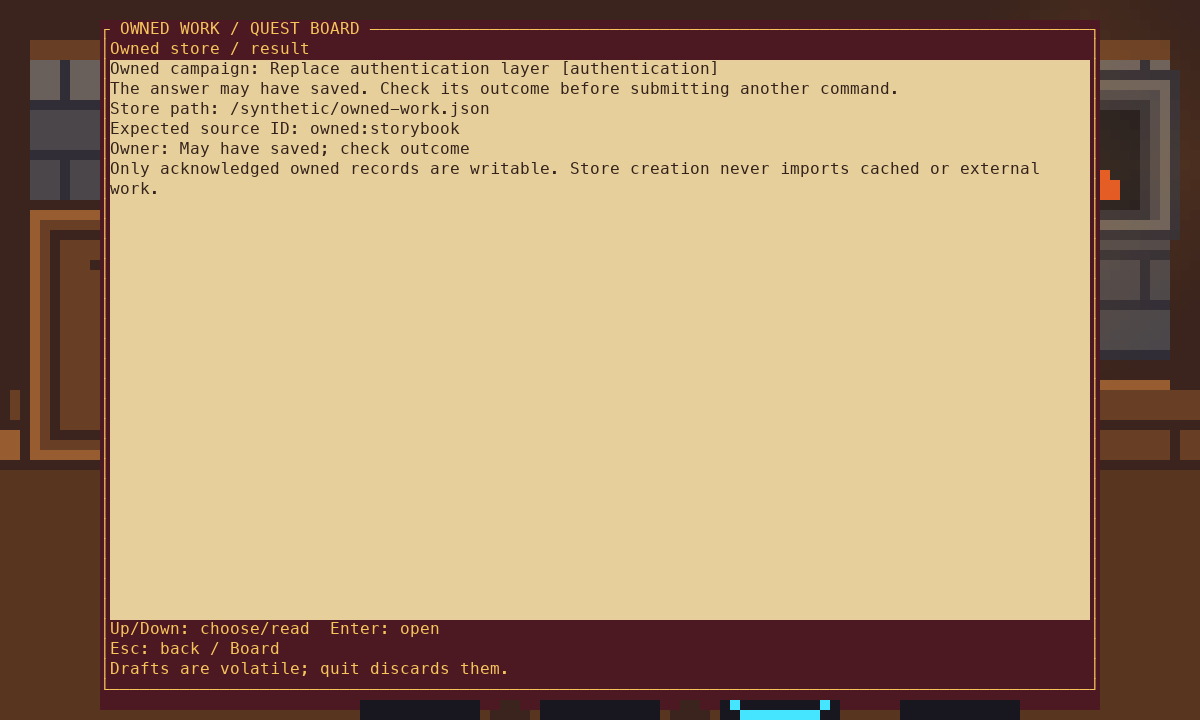 OWNED WORK / QUEST BOARD
Owned store / result
Owned campaign: Replace authentication layer [authentication]
The answer may have saved. Check its outcome before submitting another command.
Store path: /synthetic/owned-work.json
Expected source ID: owned:storybook
Owner: May have saved; check outcome
Only acknowledged owned records are writable. Store creation never imports cached or external
work.
Up/Down: choose/read  Enter: open
Esc: back / Board
Drafts are volatile; quit discards them.